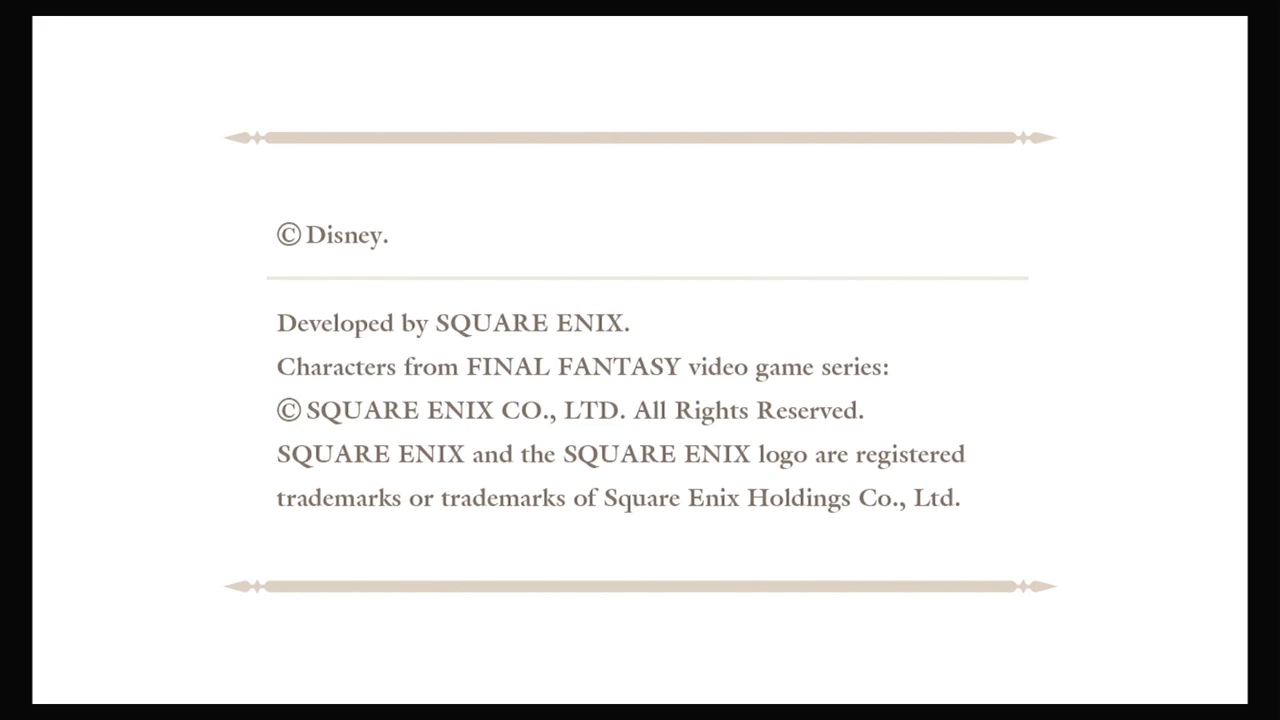 © Disney.
Developed by SQUARE ENIX.
Characters from FINAL FANTASY video game series:
© SQUARE ENIX CO., LTD. All Rights Reserved.
SQUARE ENIX and the SQUARE ENIX logo are registered
trademarks or trademarks of Square Enix Holdings Co., Ltd.